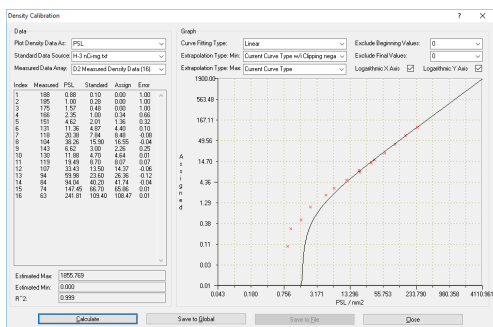 Density Calibration
? ×
Data
Plot Density Data As: PSL
Standard Data Source: H-3 nCi-mg.txt
Measured Data Array: D2 Measured Density Data (16)
Index Measured PSL Standard Assign Error
1 188 0.88 0.10 0.00 1.00
2 185 1.00 0.28 0.00 1.00
3 175 1.57 0.48 0.00 1.00
4 166 2.35 1.00 0.34 0.66
5 151 4.62 2.01 1.36 0.32
6 131 11.36 4.87 4.40 0.10
7 118 20.38 7.84 8.48 -0.08
8 104 38.26 15.90 16.55 -0.04
9 143 6.62 3.00 2.26 0.25
10 130 11.88 4.70 4.64 0.01
11 119 19.49 8.70 8.07 0.07
12 107 33.43 13.50 14.37 -0.06
13 94 59.98 23.60 26.36 -0.12
14 84 94.04 40.20 41.74 -0.04
15 74 147.45 66.70 65.86 0.01
16 63 241.81 109.40 108.47 0.01
Estimated Max: 1855.769
Estimated Min: 0.000
R^2: 0.999
Graph
Curve Fitting Type: Linear
Exclude Beginning Values: 0
Extrapolation Type: Min: Current Curve Type w/i Clipping nega
Exclude Final Values: 0
Extrapolation Type: Max: Current Curve Type
Logarithmic X Axis
Logarithmic Y Axis
1900.00
563.48
167.11
49.56
14.70
4.36
1.29
0.38
0.11
0.03
0.01
Assigned
0.043 0.180 0.756 3.171 13.296 55.753 233.790 980.358 4110.961
PSL / mm2
Calculate
Save to Global
Save to File
Close